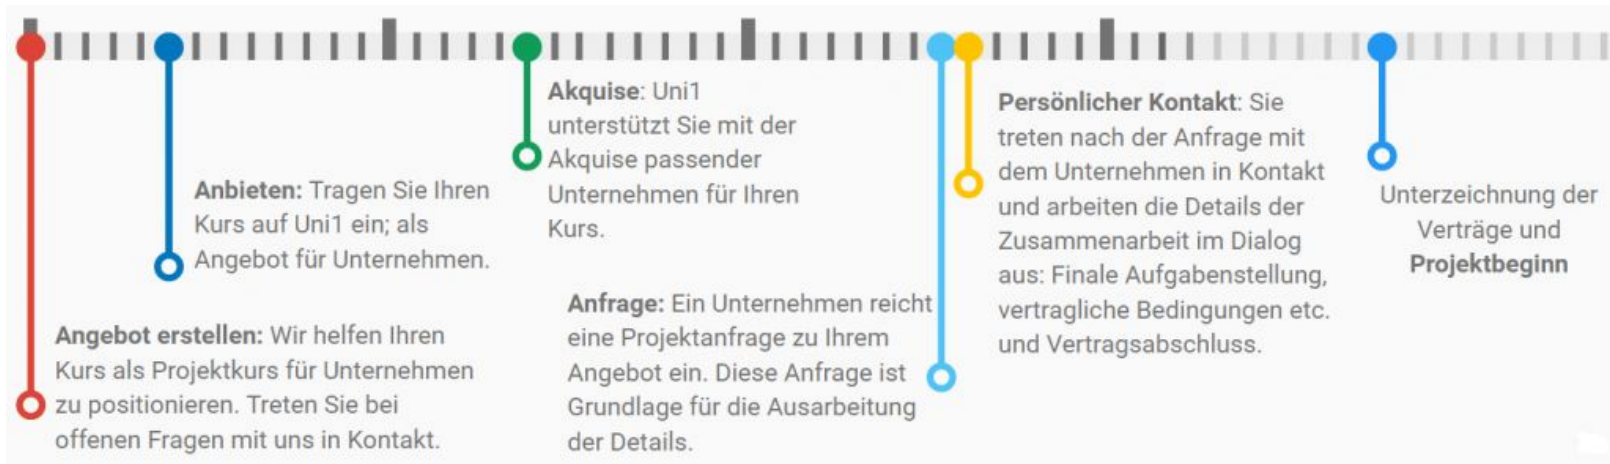 Angebot erstellen: Wir helfen Ihren
Kurs als Projektkurs für Unternehmen
zu positionieren. Treten Sie bei
offenen Fragen mit uns in Kontakt.
Anbieten: Tragen Sie Ihren
Kurs auf Uni1 ein; als
Angebot für Unternehmen.
Akquise: Uni1
unterstützt Sie mit der
Akquise passender
Unternehmen für Ihren
Kurs.
Anfrage: Ein Unternehmen reicht
eine Projektanfrage zu Ihrem
Angebot ein. Diese Anfrage ist
Grundlage für die Ausarbeitung
der Details.
Persönlicher Kontakt: Sie
treten nach der Anfrage mit
dem Unternehmen in Kontakt
und arbeiten die Details der
Zusammenarbeit im Dialog
aus: Finale Aufgabenstellung,
vertragliche Bedingungen etc.
und Vertragsabschluss.
Unterzeichnung der
Verträge und
Projektbeginn